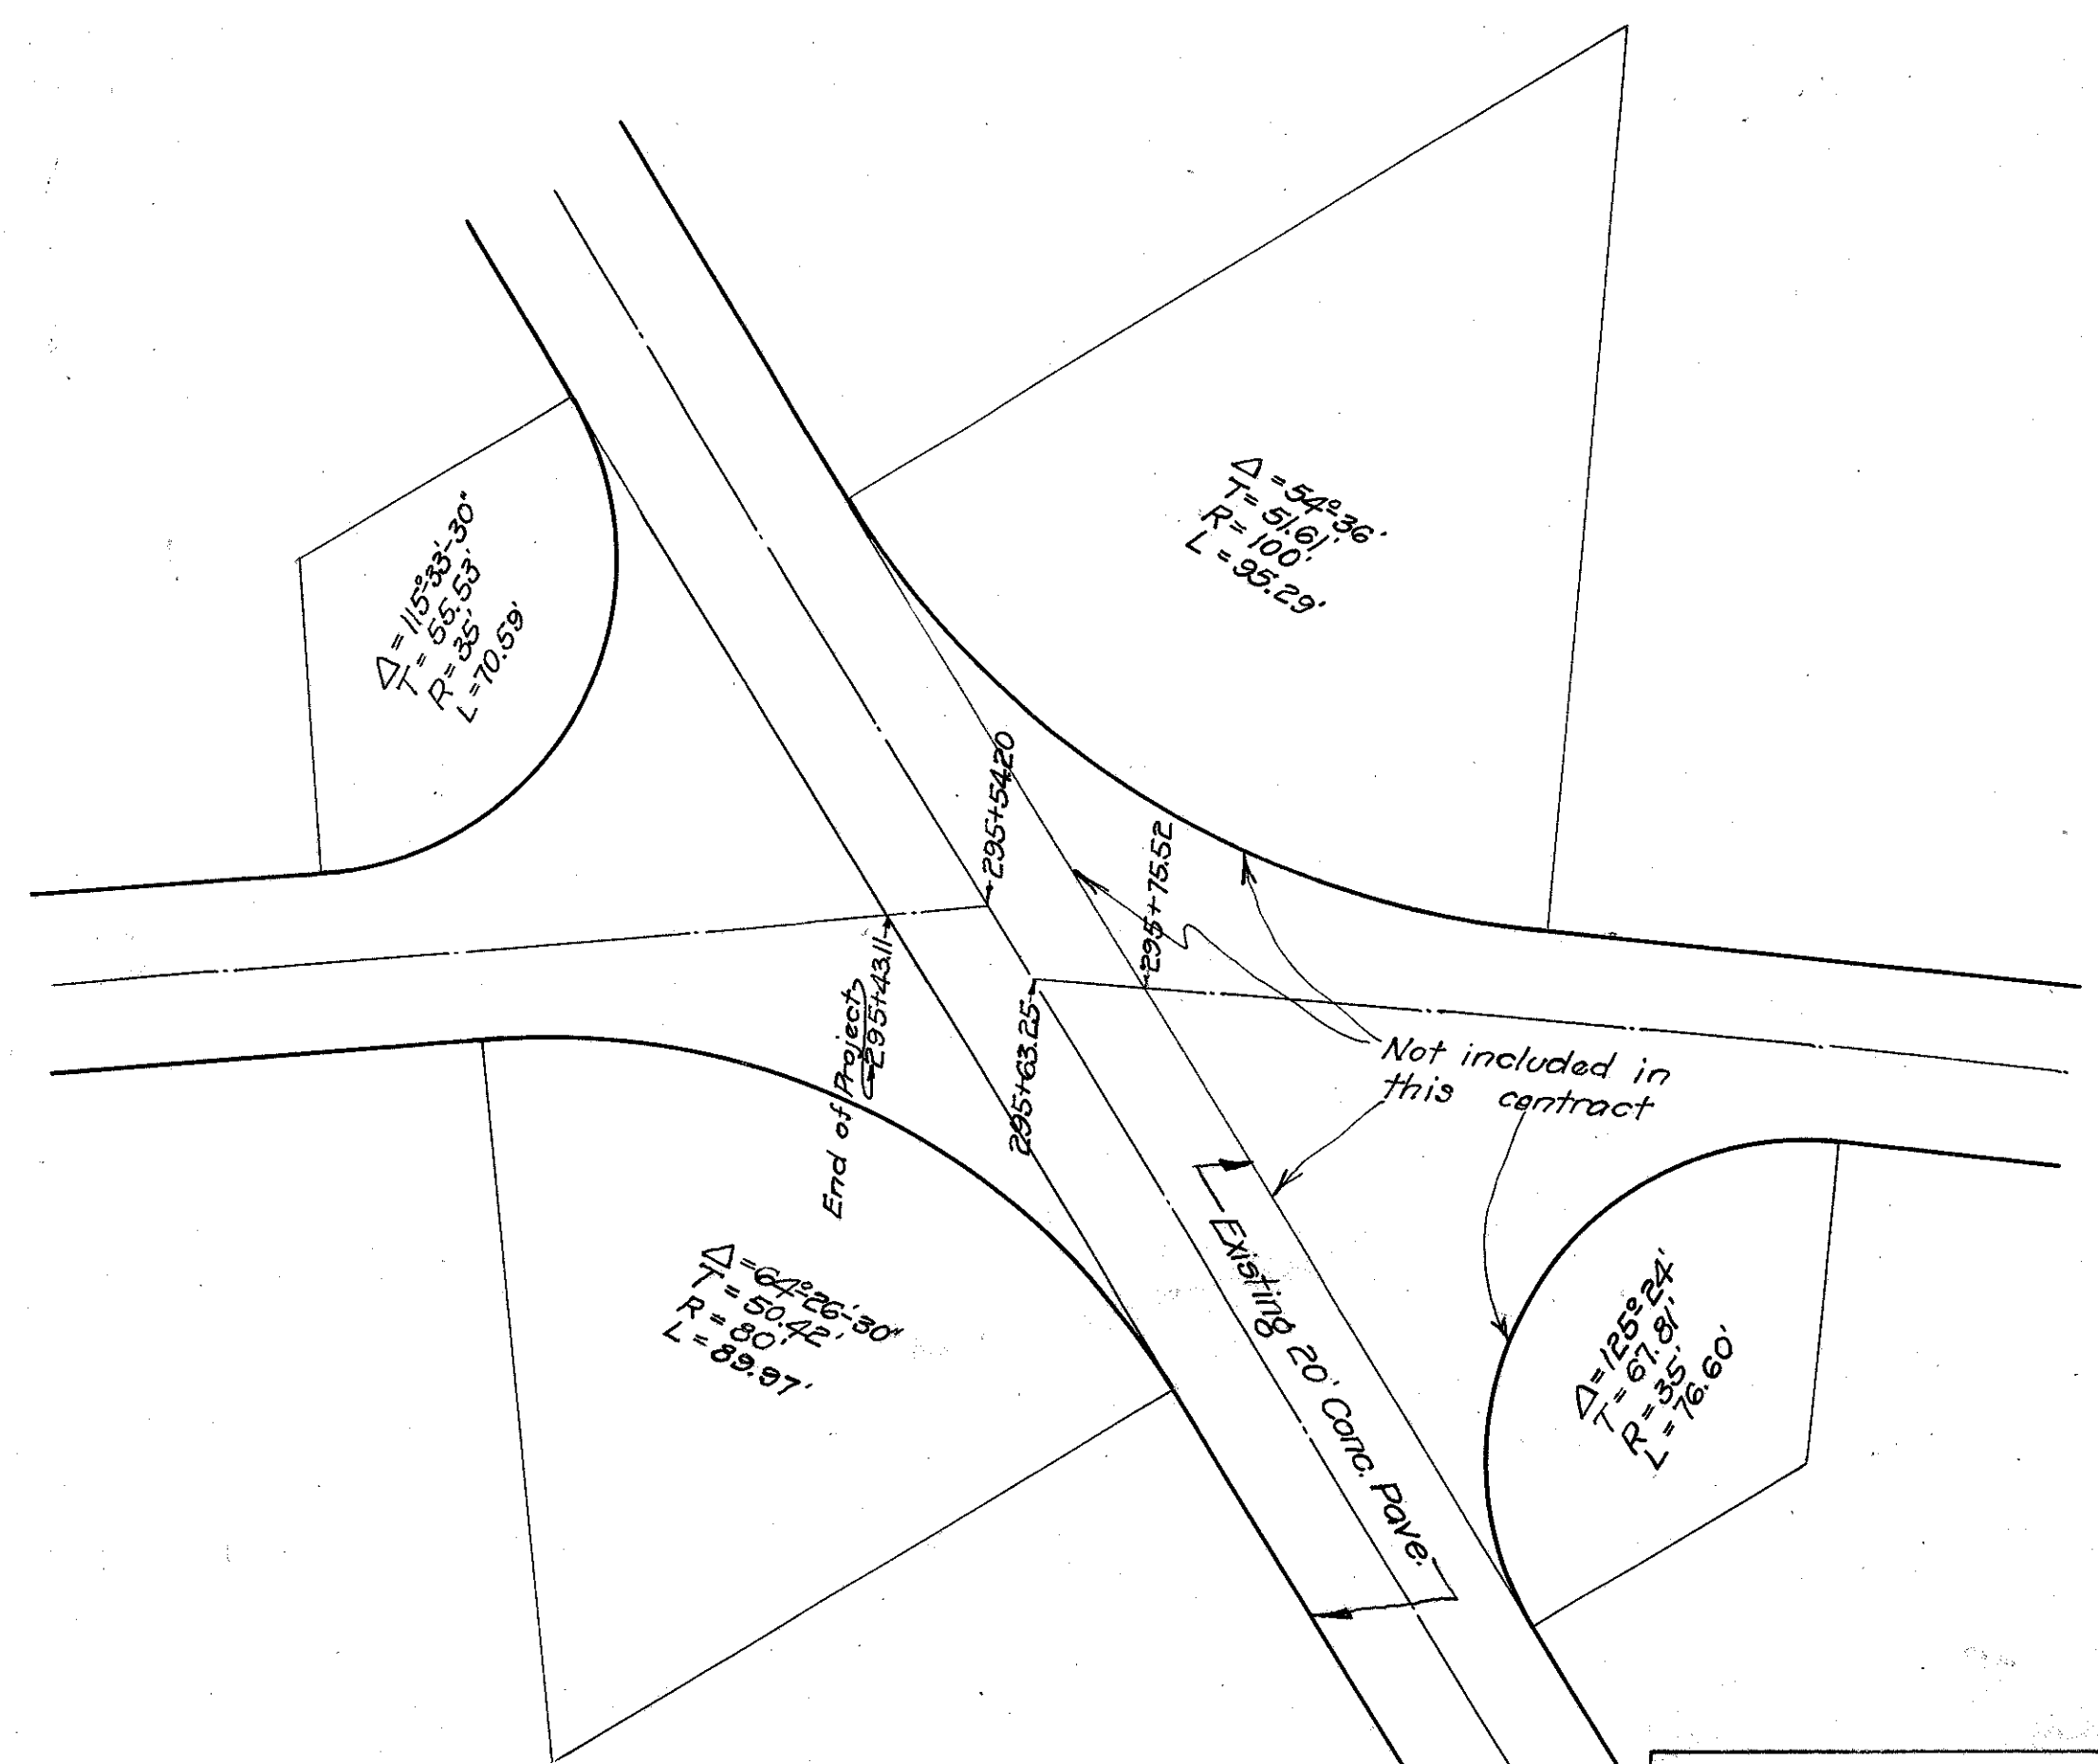 Δ = 54°-36'
T = 51.61'
R = 100'
L = 95.29'
Δ = 115°-33'-30"
T = 55.53'
R = 35'
L = 70.59'
295+54.20
295+75.52
End of Project
295+43.11
295+63.25
Not included in
this contract
Existing 20' Conc. Pave.
Δ = 64°-26'-30"
T = 50.42'
R = 80'
L = 89.97'
Δ = 125°-24'
T = 67.81'
R = 35'
L = 76.60'